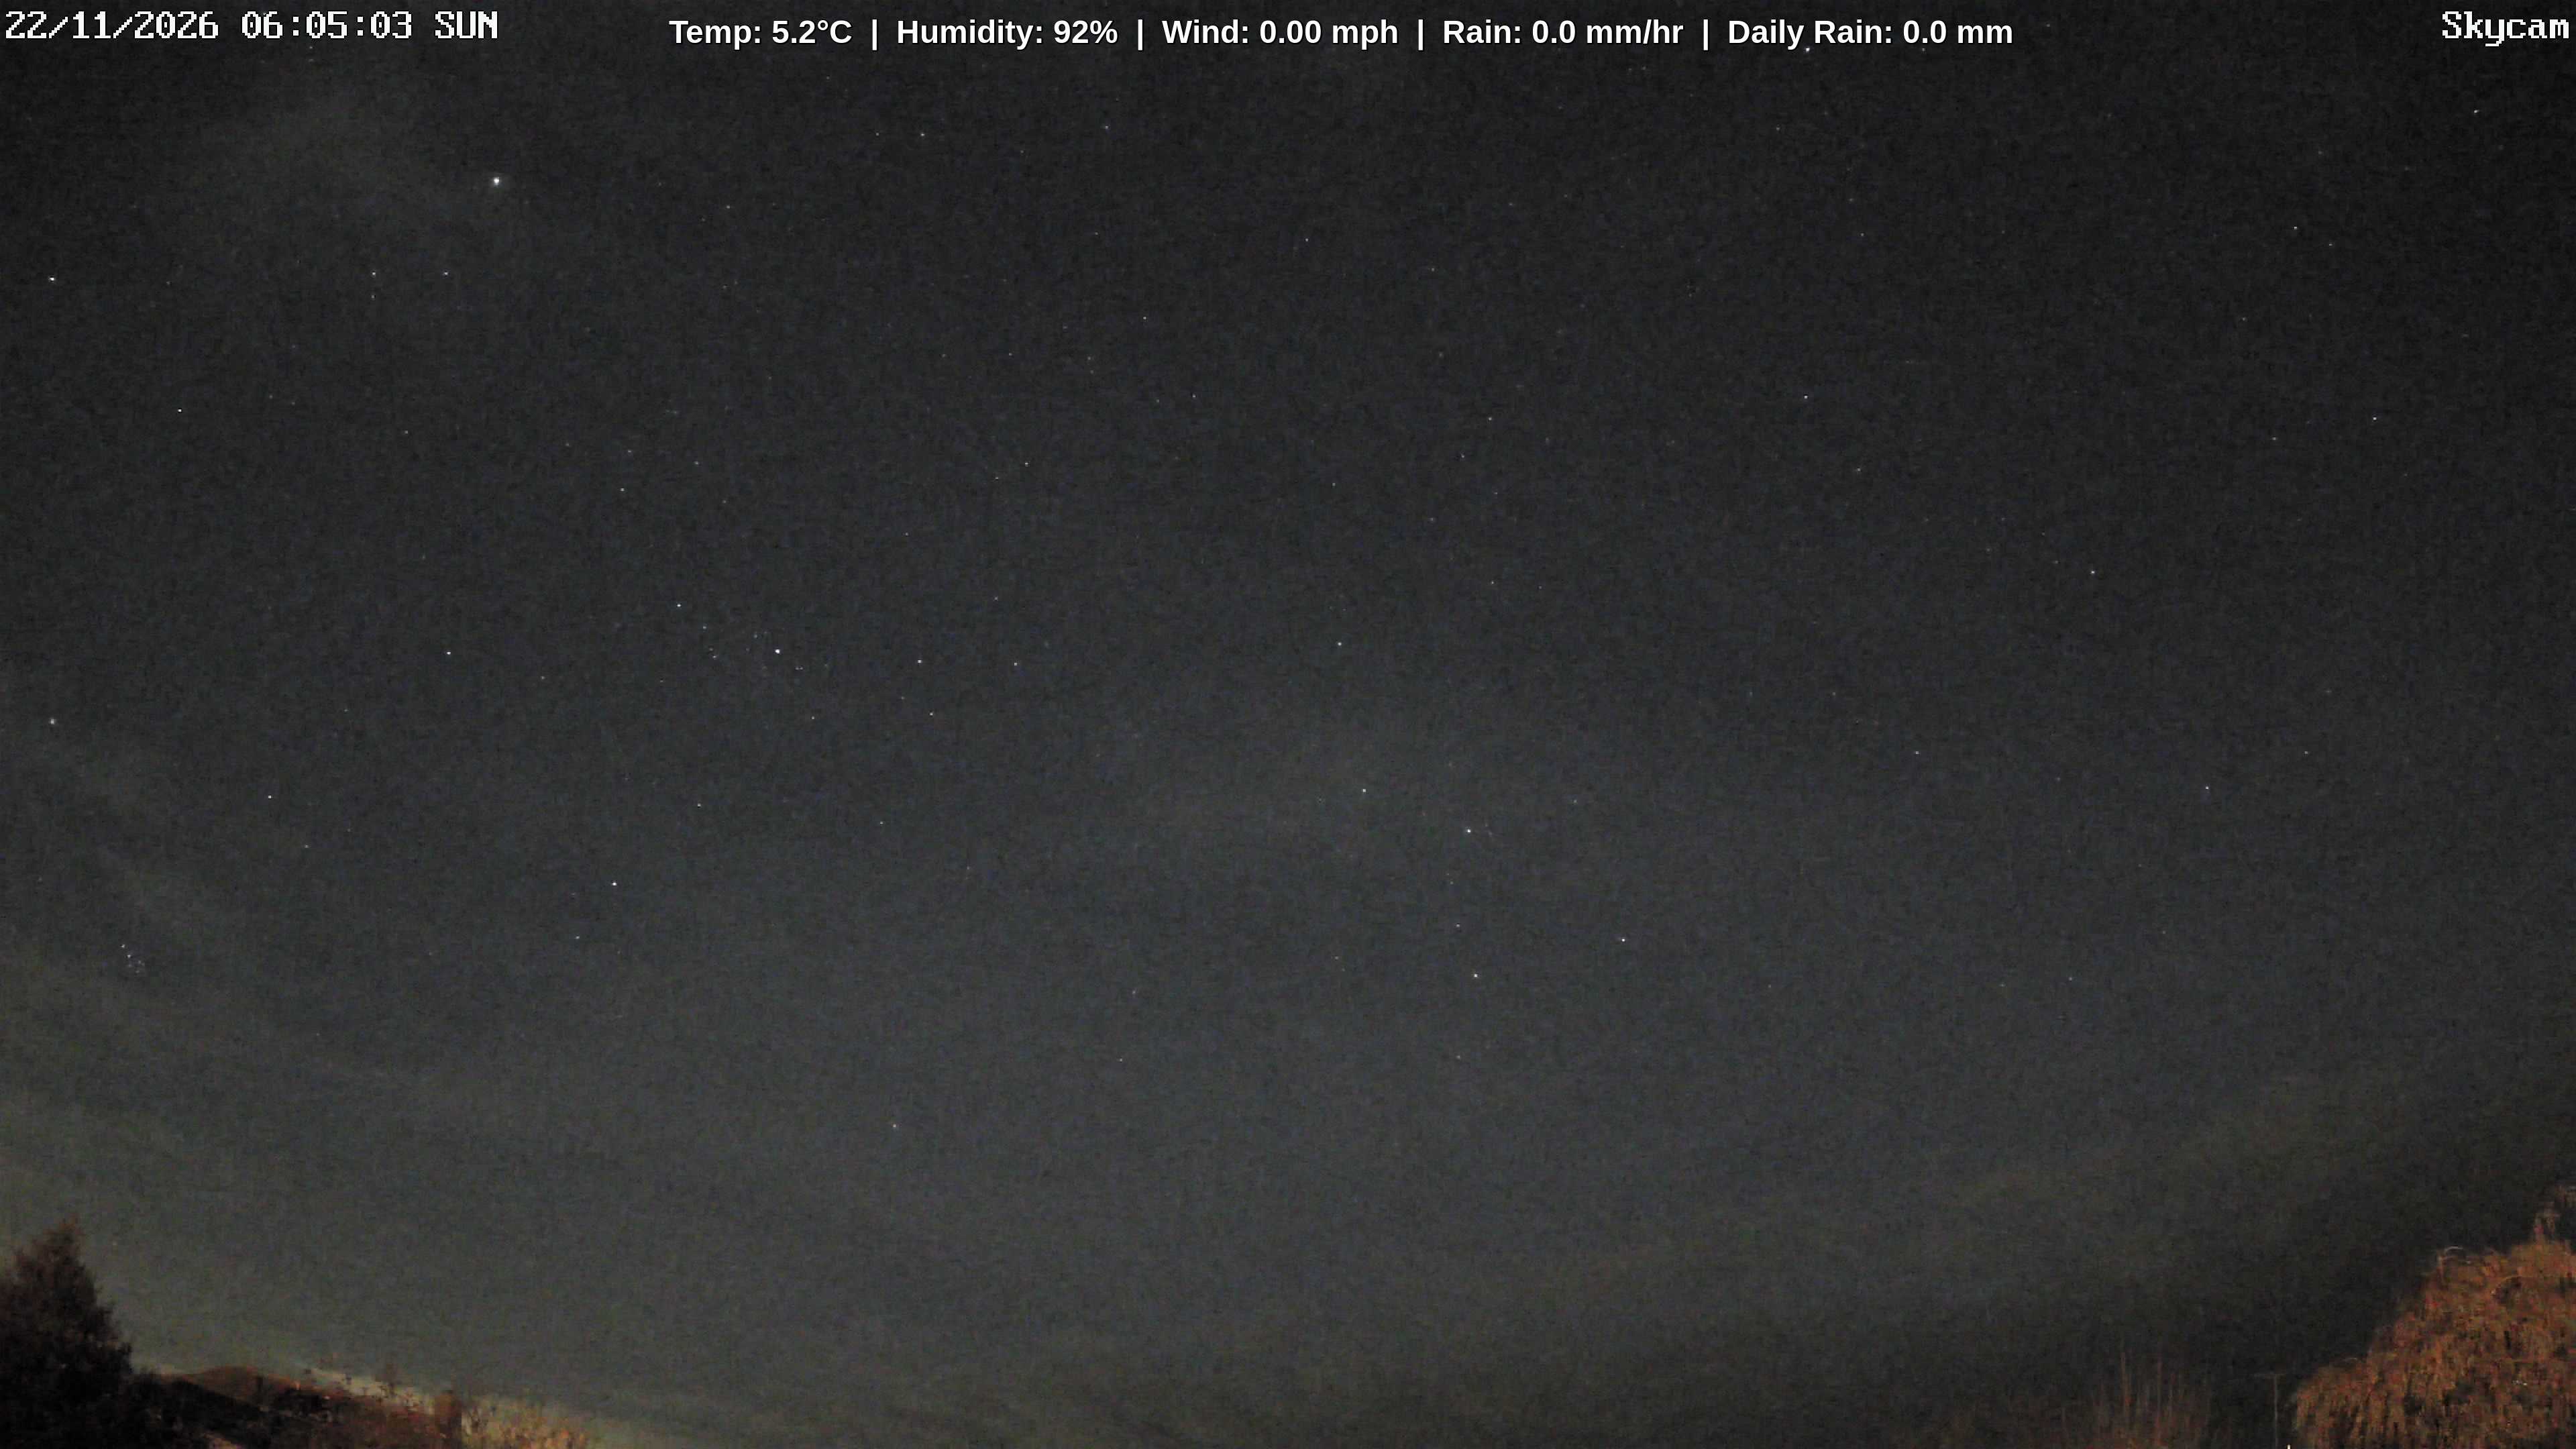 22/11/2026 06:05:03 SUN
Temp: 5.2°C | Humidity: 92% | Wind: 0.00 mph | Rain: 0.0 mm/hr | Daily Rain: 0.0 mm
Skycam